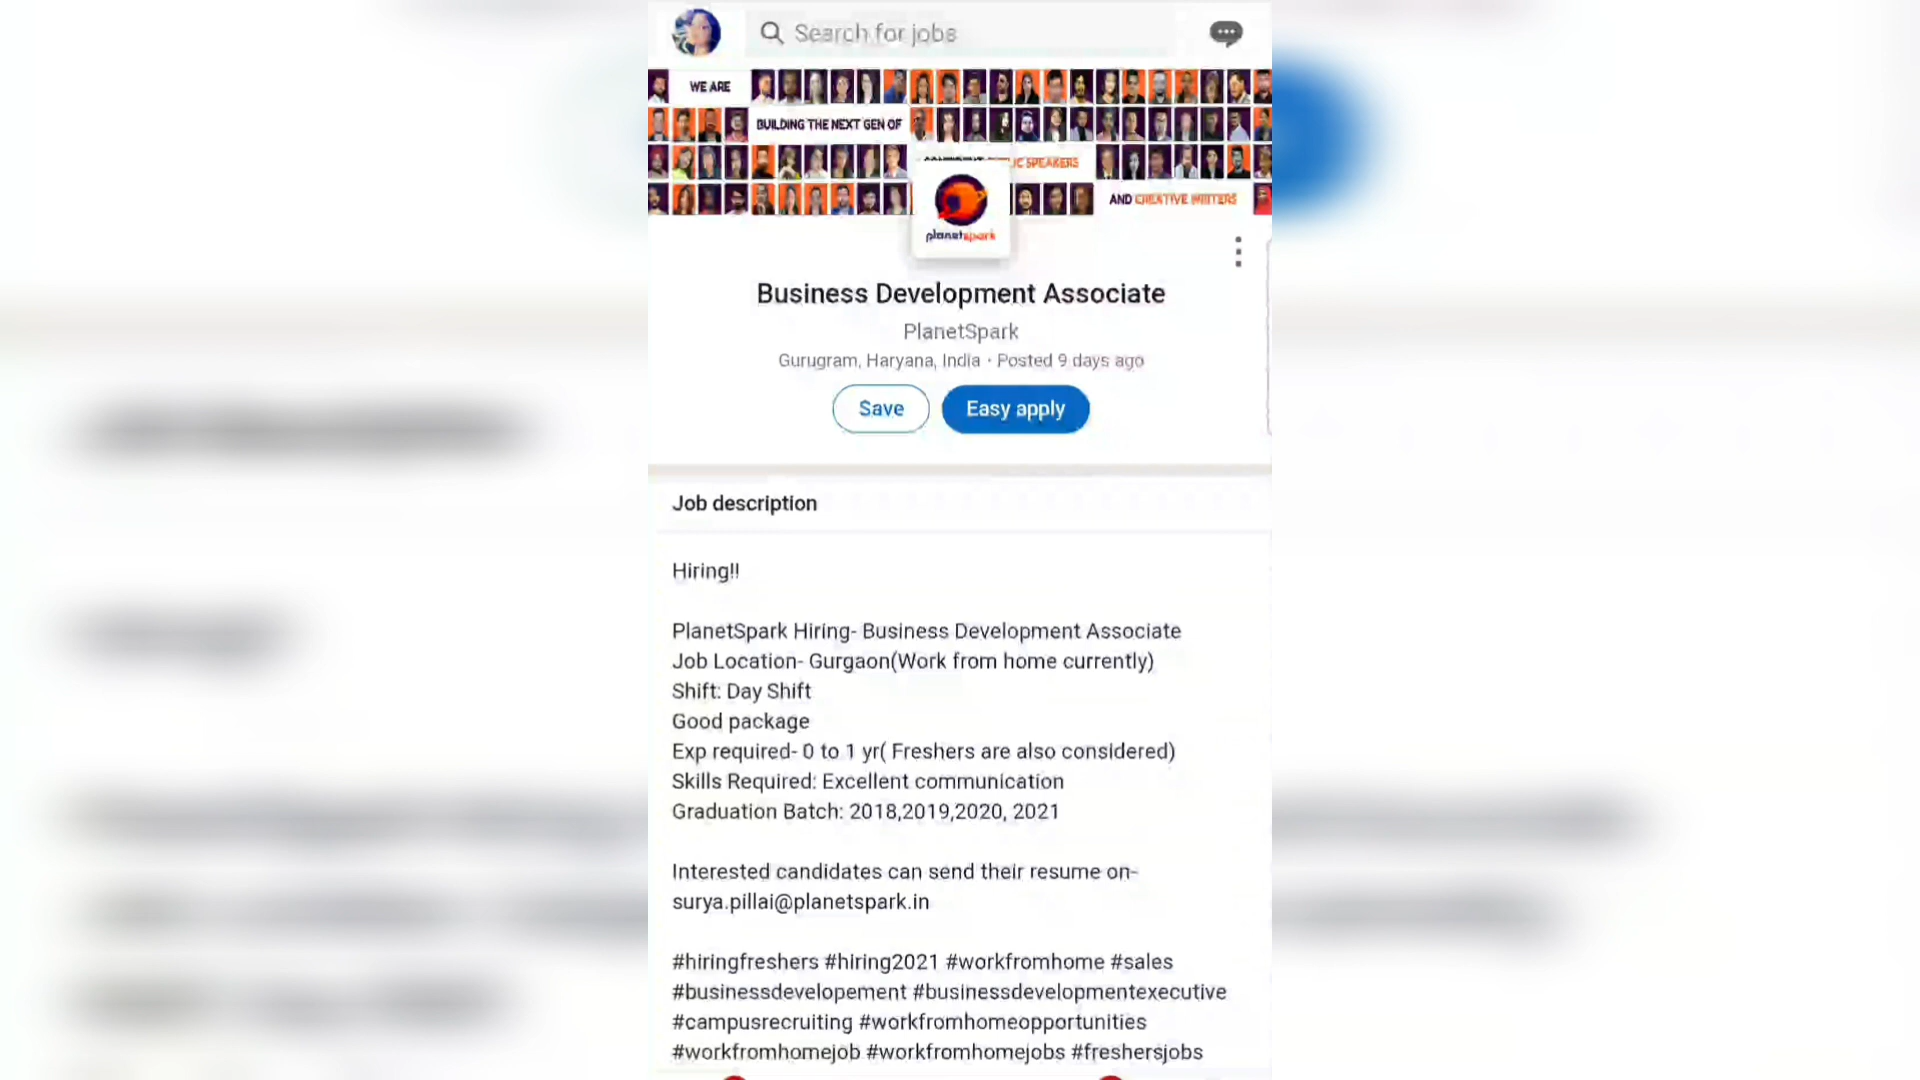 Search for jobs
WE ARE
BUILDING THE NEXT GEN OF
CONFIDENT PUBLIC SPEAKERS
AND CREATIVE WRITERS
planetspark
Business Development Associate
PlanetSpark
Gurugram, Haryana, India · Posted 9 days ago
Save
Easy apply
Job description
Hiring!!
PlanetSpark Hiring- Business Development Associate
Job Location- Gurgaon(Work from home currently)
Shift: Day Shift
Good package
Exp required- 0 to 1 yr( Freshers are also considered)
Skills Required: Excellent communication
Graduation Batch: 2018,2019,2020, 2021
Interested candidates can send their resume on-
surya.pillai@planetspark.in
#hiringfreshers #hiring2021 #workfromhome #sales
#businessdevelopement #businessdevelopmentexecutive
#campusrecruiting #workfromhomeopportunities
#workfromhomejob #workfromhomejobs #freshersjobs